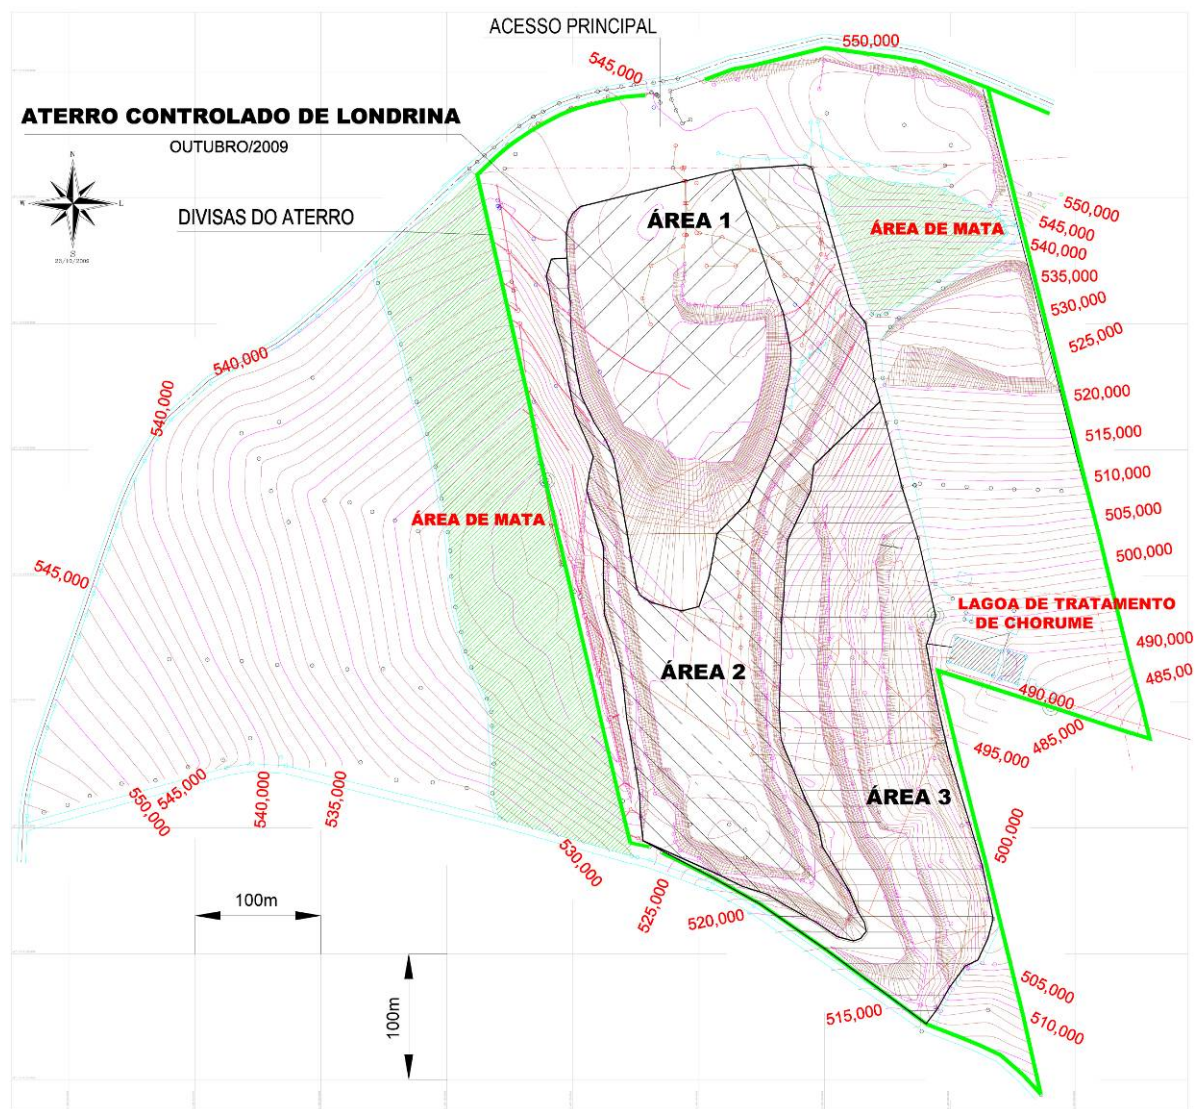 ACESSO PRINCIPAL
550,000
545,000
ATERRO CONTROLADO DE LONDRINA
OUTUBRO/2009
N
W
L
S
DIVISAS DO ATERRO
ÁREA 1
ÁREA DE MATA
550,000
545,000
540,000
535,000
530,000
525,000
520,000
515,000
510,000
505,000
500,000
540,000
540,000
545,000
ÁREA DE MATA
LAGOA DE TRATAMENTO
DE CHORUME
490,000
485,00
490,000
485,000
495,000
ÁREA 2
ÁREA 3
550,000
545,000
540,000
535,000
530,000
525,000
520,000
515,000
500,000
505,000
510,000
100m
100m